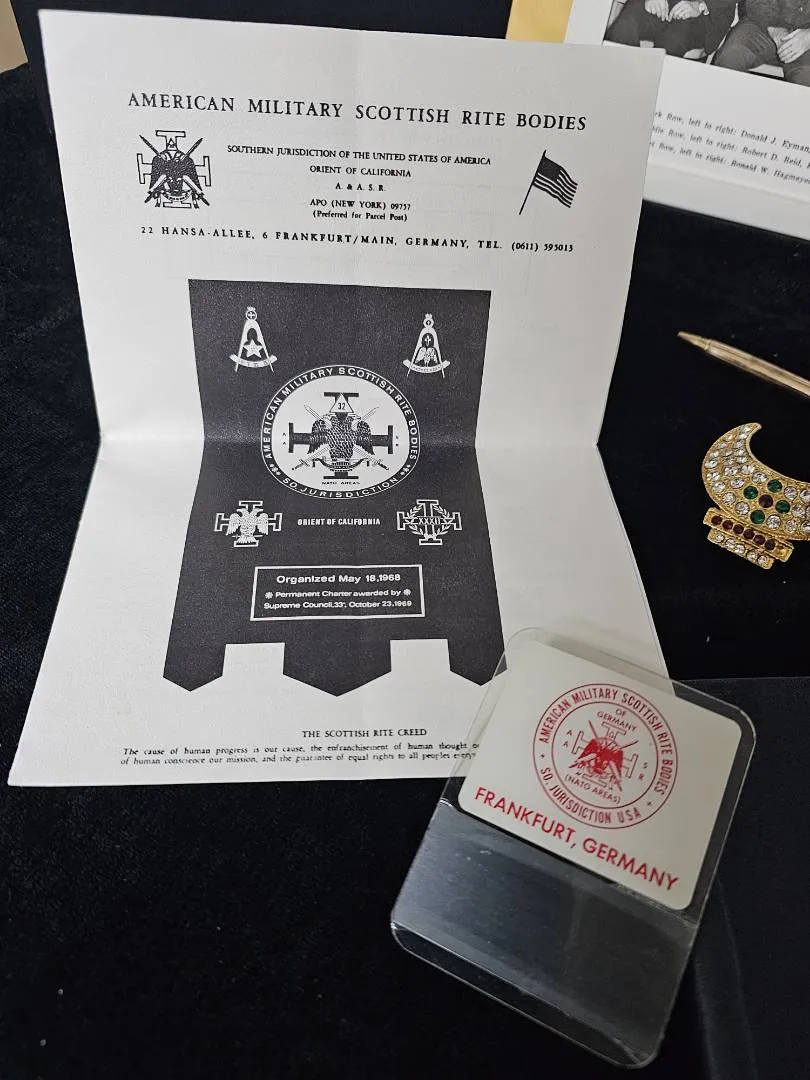 AMERICAN MILITARY SCOTTISH RITE BODIES
SOUTHERN JURISDICTION OF THE UNITED STATES OF AMERICA
ORIENT OF CALIFORNIA
A. & A. S. R.
APO (NEW YORK) 09757
(Preferred for Parcel Post)
22 HANSA-ALLEE, 6 FRANKFURT/MAIN, GERMANY, TEL. (0611) 595013
AMERICAN MILITARY SCOTTISH RITE BODIES
32
A A
A S R
NATO AREAS
SO. JURISDICTION
ORIENT OF CALIFORNIA
XXXII
Organized May 18,1968
Permanent Charter awarded by
Supreme Council,33°, October 23,1969
THE SCOTTISH RITE CREED
The cause of human progress is our cause, the enfranchisement of human thought
of human conscience our mission, and the guarantee of equal rights to all peoples
Row, left to right: Donald J. Eyman,
Row, left to right: Robert D. Reid,
Row, left to right: Ronald W. Hagmeyer
AMERICAN MILITARY SCOTTISH RITE BODIES
OF
GERMANY
A A
S R
(NATO AREAS)
SO. JURISDICTION USA
FRANKFURT, GERMANY